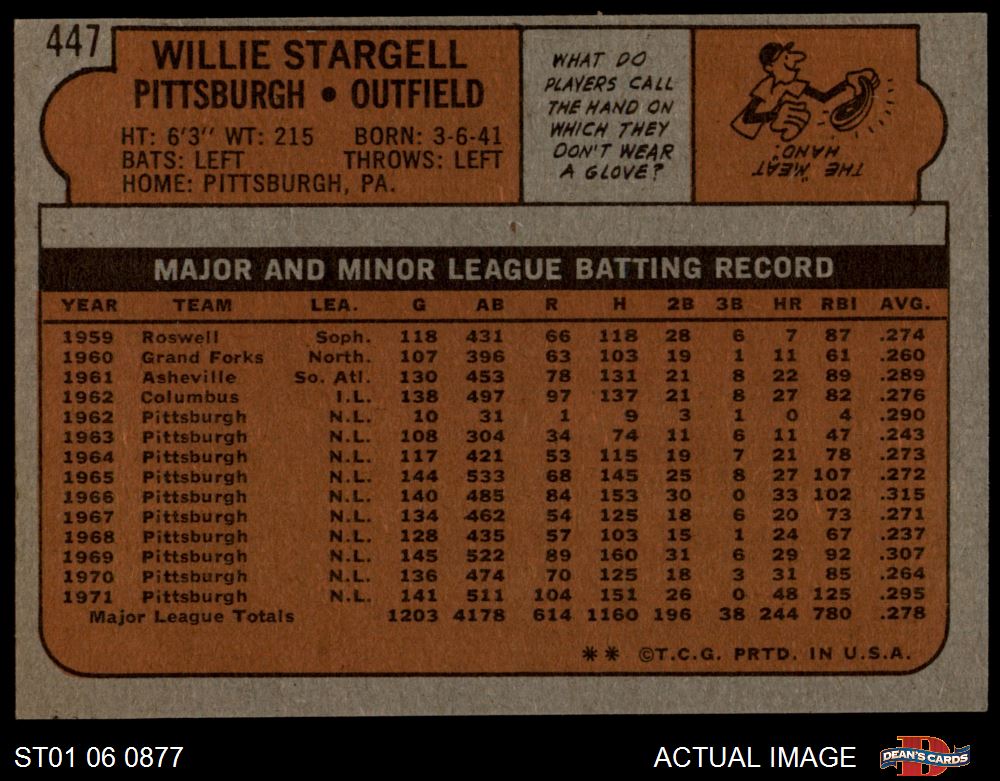 447
WILLIE STARGELL
PITTSBURGH • OUTFIELD
HT: 6'3" WT: 215 BORN: 3-6-41
BATS: LEFT THROWS: LEFT
HOME: PITTSBURGH, PA.
WHAT DO
PLAYERS CALL
THE HAND ON
WHICH THEY
DON'T WEAR
A GLOVE?
THE "MEAT
HAND."
MAJOR AND MINOR LEAGUE BATTING RECORD
YEAR TEAM LEA. G AB R H 2B 3B HR RBI AVG.
1959 Roswell Soph. 118 431 66 118 28 6 7 87 .274
1960 Grand Forks North. 107 396 63 103 19 1 11 61 .260
1961 Asheville So. Atl. 130 453 78 131 21 8 22 89 .289
1962 Columbus I.L. 138 497 97 137 21 8 27 82 .276
1962 Pittsburgh N.L. 10 31 1 9 3 1 0 4 .290
1963 Pittsburgh N.L. 108 304 34 74 11 6 11 47 .243
1964 Pittsburgh N.L. 117 421 53 115 19 7 21 78 .273
1965 Pittsburgh N.L. 144 533 68 145 25 8 27 107 .272
1966 Pittsburgh N.L. 140 485 84 153 30 0 33 102 .315
1967 Pittsburgh N.L. 134 462 54 125 18 6 20 73 .271
1968 Pittsburgh N.L. 128 435 57 103 15 1 24 67 .237
1969 Pittsburgh N.L. 145 522 89 160 31 6 29 92 .307
1970 Pittsburgh N.L. 136 474 70 125 18 3 31 85 .264
1971 Pittsburgh N.L. 141 511 104 151 26 0 48 125 .295
Major League Totals 1203 4178 614 1160 196 38 244 780 .278
** ©T.C.G. PRTD. IN U.S.A.
ST01 06 0877 ACTUAL IMAGE DEAN'S CARDS